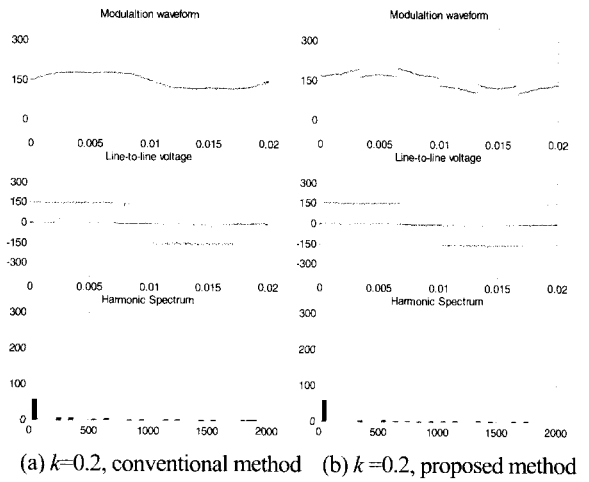 Modulaltion waveform
300
150
0
0 0.005 0.01 0.015 0.02
Line-to-line voltage
300
150
0
-150
-300
0 0.005 0.01 0.015 0.02
Harmonic Spectrum
300
200
100
0
0 500 1000 1500 2000
(a) k=0.2, conventional method
Modulaltion waveform
300
150
0
0 0.005 0.01 0.015 0.02
Line-to-line voltage
300
150
0
-150
-300
0 0.005 0.01 0.015 0.02
Harmonic Spectrum
300
200
100
0
0 500 1000 1500 2000
(b) k =0.2, proposed method